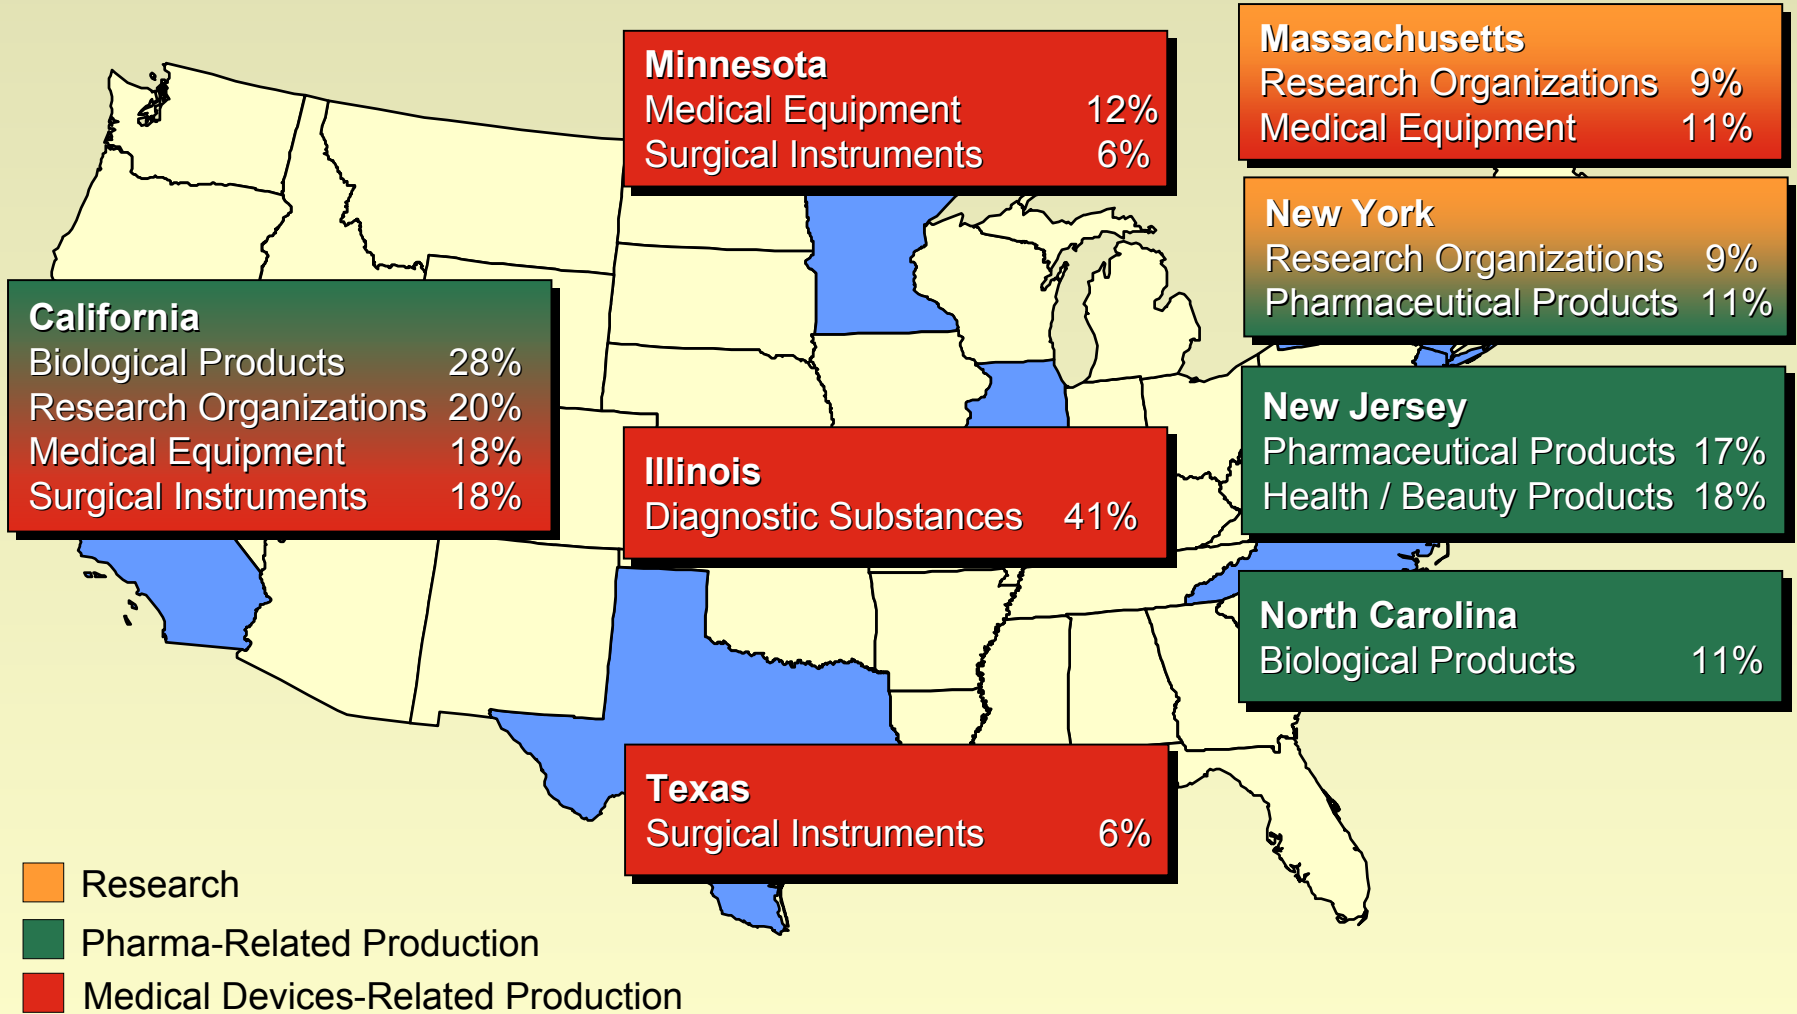 Minnesota
Medical Equipment 12%
Surgical Instruments 6%
Massachusetts
Research Organizations 9%
Medical Equipment 11%
New York
Research Organizations 9%
Pharmaceutical Products 11%
California
Biological Products 28%
Research Organizations 20%
Medical Equipment 18%
Surgical Instruments 18%
Illinois
Diagnostic Substances 41%
New Jersey
Pharmaceutical Products 17%
Health / Beauty Products 18%
North Carolina
Biological Products 11%
Texas
Surgical Instruments 6%
Research
Pharma-Related Production
Medical Devices-Related Production